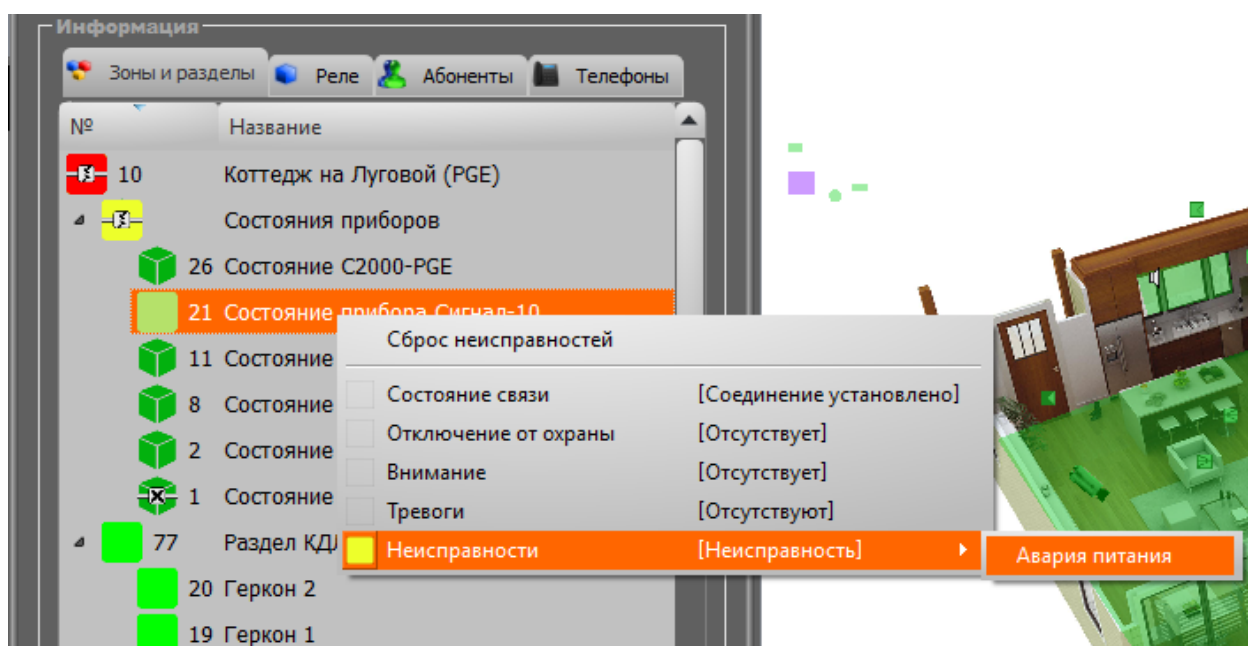 Информация
Зоны и разделы Реле Абоненты Телефоны
№ Название
10 Коттедж на Луговой (PGE)
Состояния приборов
26 Состояние С2000-PGE
21 Состояние прибора Сигнал-10
Сброс неисправностей
11 Состояние
Состояние связи [Соединение установлено]
8 Состояние
Отключение от охраны [Отсутствует]
2 Состояние
Внимание [Отсутствует]
1 Состояние
Тревоги [Отсутствуют]
77 Раздел КДЛ
Неисправности [Неисправность] Авария питания
20 Геркон 2
19 Геркон 1